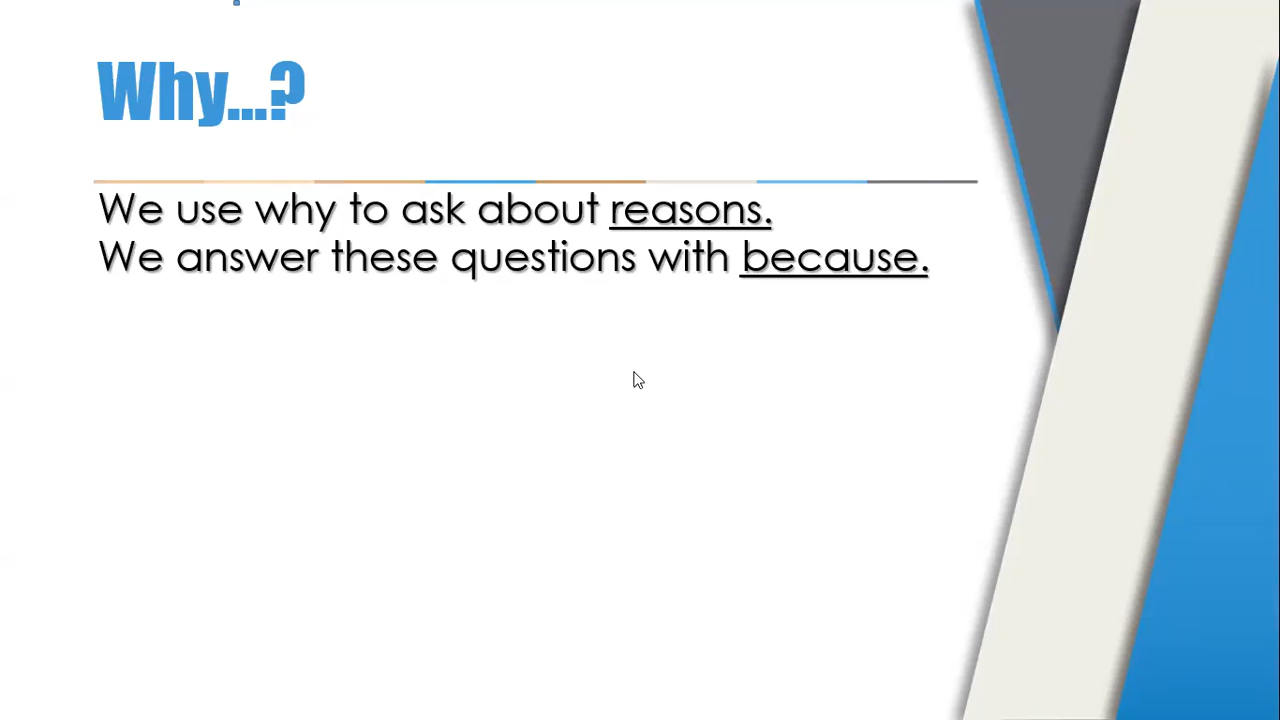 Why...?
We use why to ask about reasons.
We answer these questions with because.